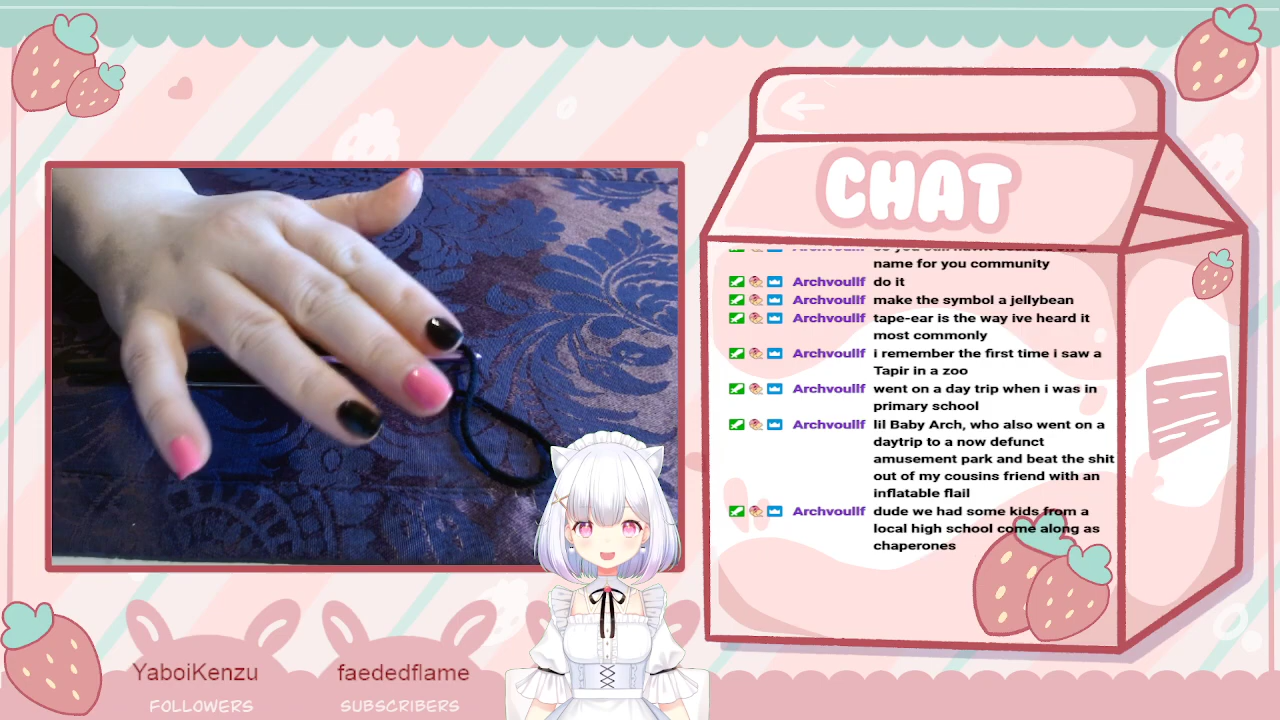 CHAT
name for you community
Archvoullf do it
Archvoullf make the symbol a jellybean
Archvoullf tape-ear is the way ive heard it
most commonly
Archvoullf i remember the first time i saw a
Tapir in a zoo
Archvoullf went on a day trip when i was in
primary school
Archvoullf lil Baby Arch, who also went on a
daytrip to a now defunct
amusement park and beat the shit
out of my cousins friend with an
inflatable flail
Archvoullf dude we had some kids from a
local high school come along as
chaperones
YaboiKenzu
FOLLOWERS
faededflame
SUBSCRIBERS